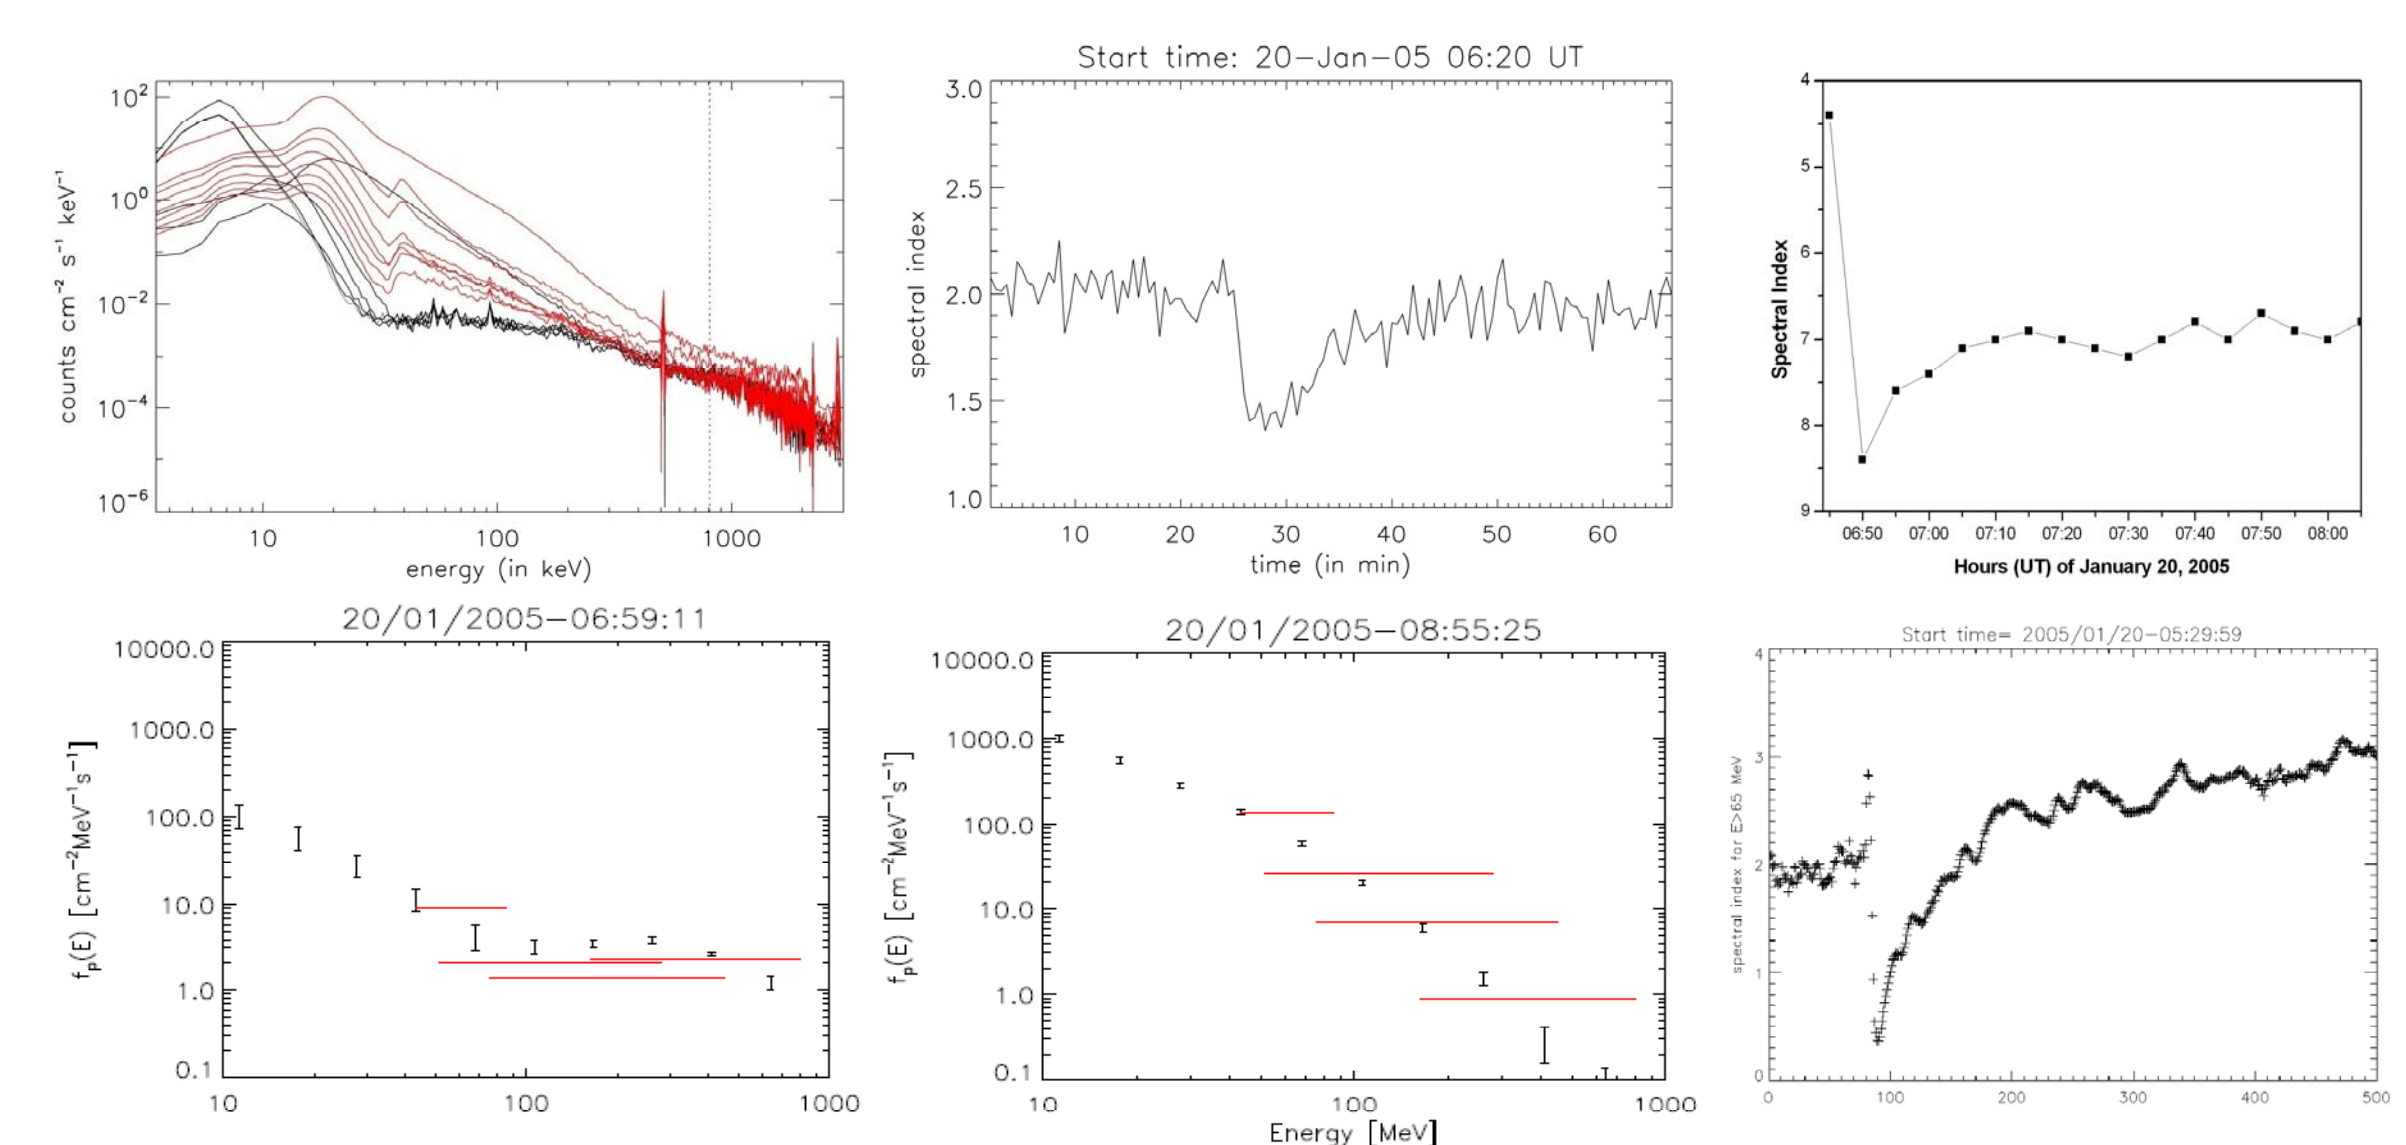 10²
10⁰
10⁻²
10⁻⁴
10⁻⁶
counts cm⁻² s⁻¹ keV⁻¹
10 100 1000
energy (in keV)
Start time: 20-Jan-05 06:20 UT
3.0
2.5
2.0
1.5
1.0
spectral index
10 20 30 40 50 60
time (in min)
4
5
6
7
8
9
Spectral Index
06:50 07:00 07:10 07:20 07:30 07:40 07:50 08:00
Hours (UT) of January 20, 2005
20/01/2005-06:59:11
10000.0
1000.0
100.0
10.0
1.0
0.1
fₚ(E) [cm⁻²MeV⁻¹s⁻¹]
10 100 1000
20/01/2005-08:55:25
10000.0
1000.0
100.0
10.0
1.0
0.1
fₚ(E) [cm⁻²MeV⁻¹s⁻¹]
10 100 1000
Energy [MeV]
Start time= 2005/01/20-05:29:59
4
3
2
1
0
spectral index for E>65 MeV
0 100 200 300 400 500